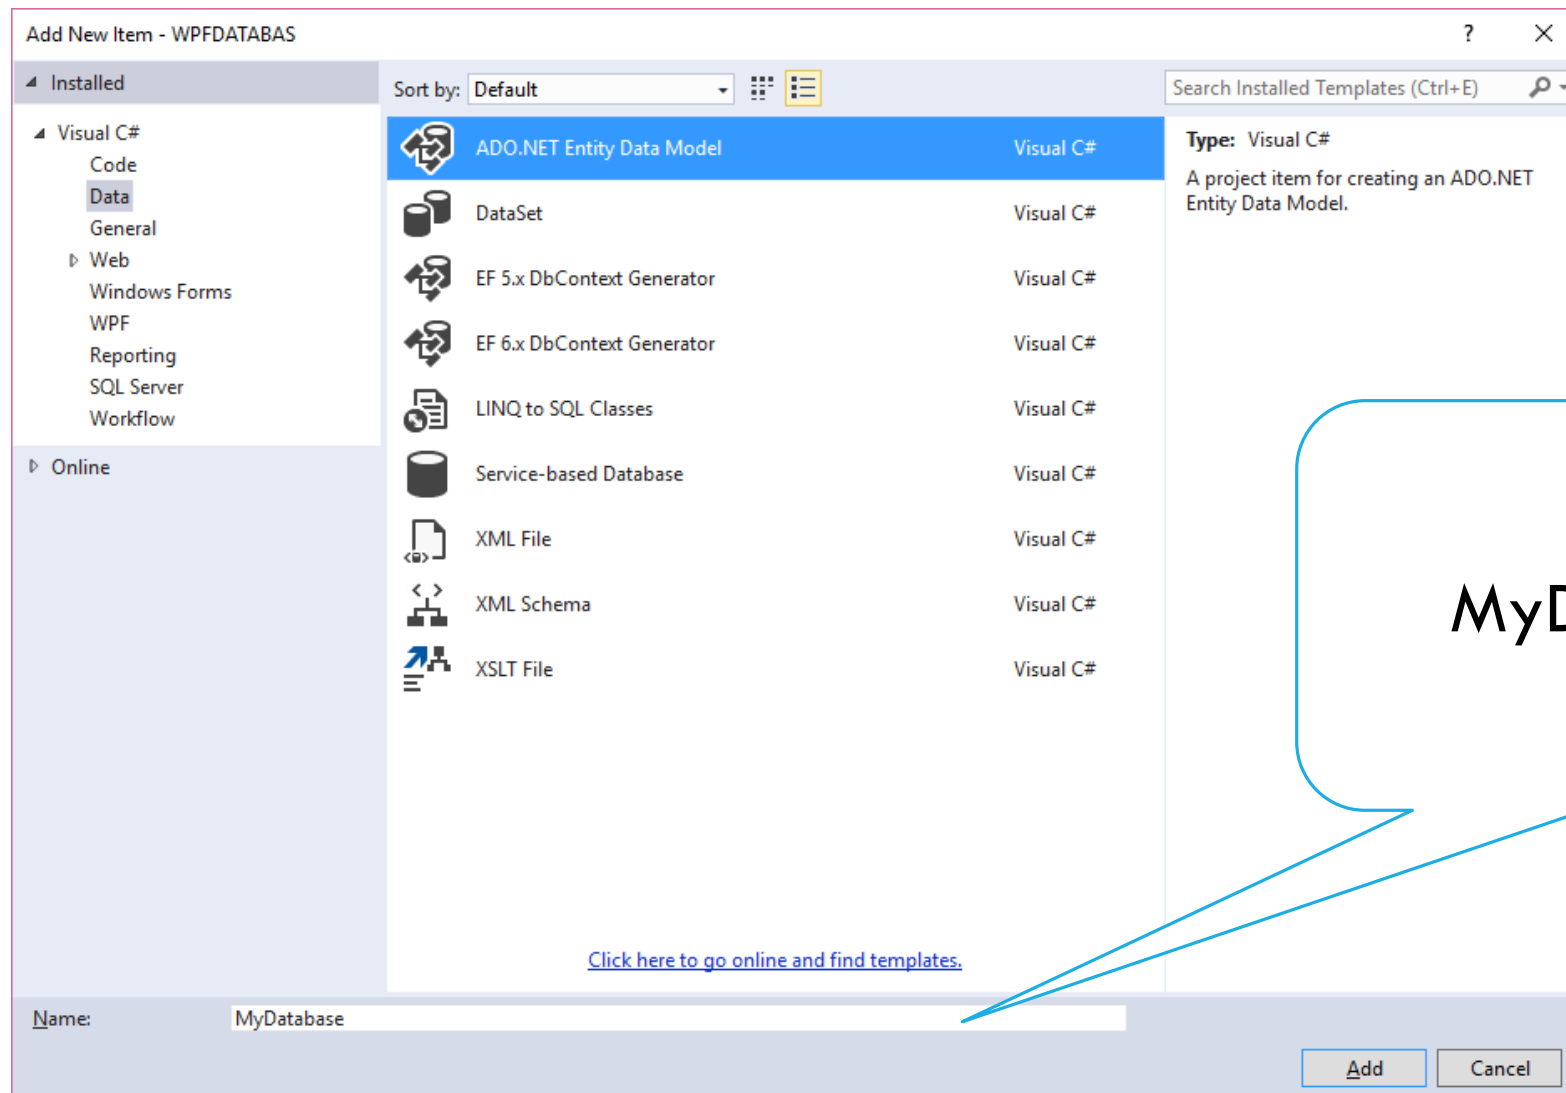 Add New Item - WPFDATABAS
?
Installed
Sort by: Default
Search Installed Templates (Ctrl+E)
Visual C#
Code
Data
General
Web
Windows Forms
WPF
Reporting
SQL Server
Workflow
Online
ADO.NET Entity Data Model Visual C#
DataSet Visual C#
EF 5.x DbContext Generator Visual C#
EF 6.x DbContext Generator Visual C#
LINQ to SQL Classes Visual C#
Service-based Database Visual C#
XML File Visual C#
XML Schema Visual C#
XSLT File Visual C#
Click here to go online and find templates.
Type: Visual C#
A project item for creating an ADO.NET
Entity Data Model.
Name: MyDatabase
Add Cancel